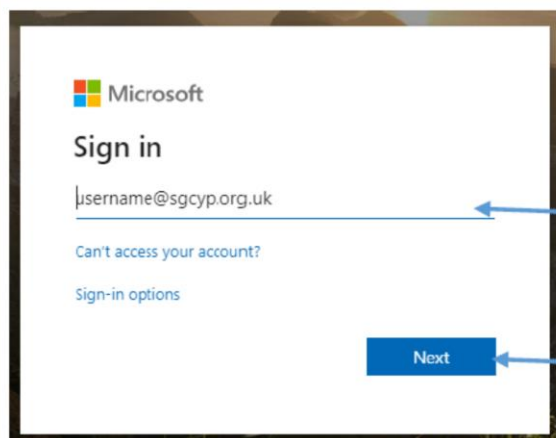 Microsoft
Sign in
username@sgcyp.org.uk
Can't access your account?
Sign-in options
Next